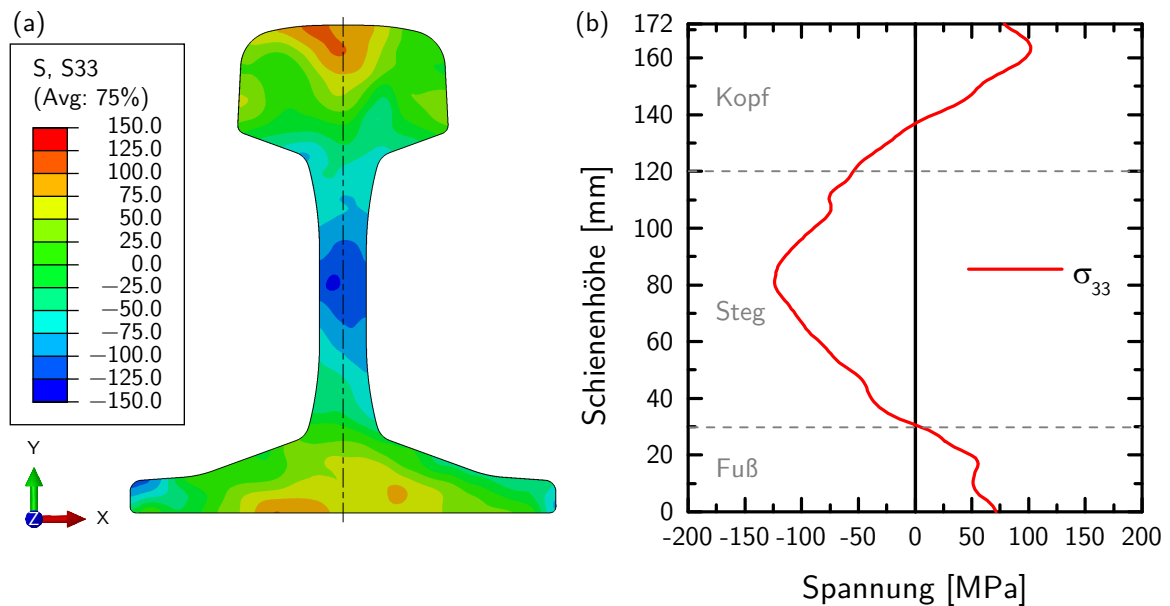 (a)
S, S33
(Avg: 75%)
150.0
125.0
100.0
75.0
50.0
25.0
0.0
−25.0
−50.0
−75.0
−100.0
−125.0
−150.0
Y
Z
X
(b)
Schienenhöhe [mm]
172
160
140
120
100
80
60
40
20
0
Kopf
Steg
Fuß
σ33
-200
-150
-100
-50
0
50
100
150
200
Spannung [MPa]